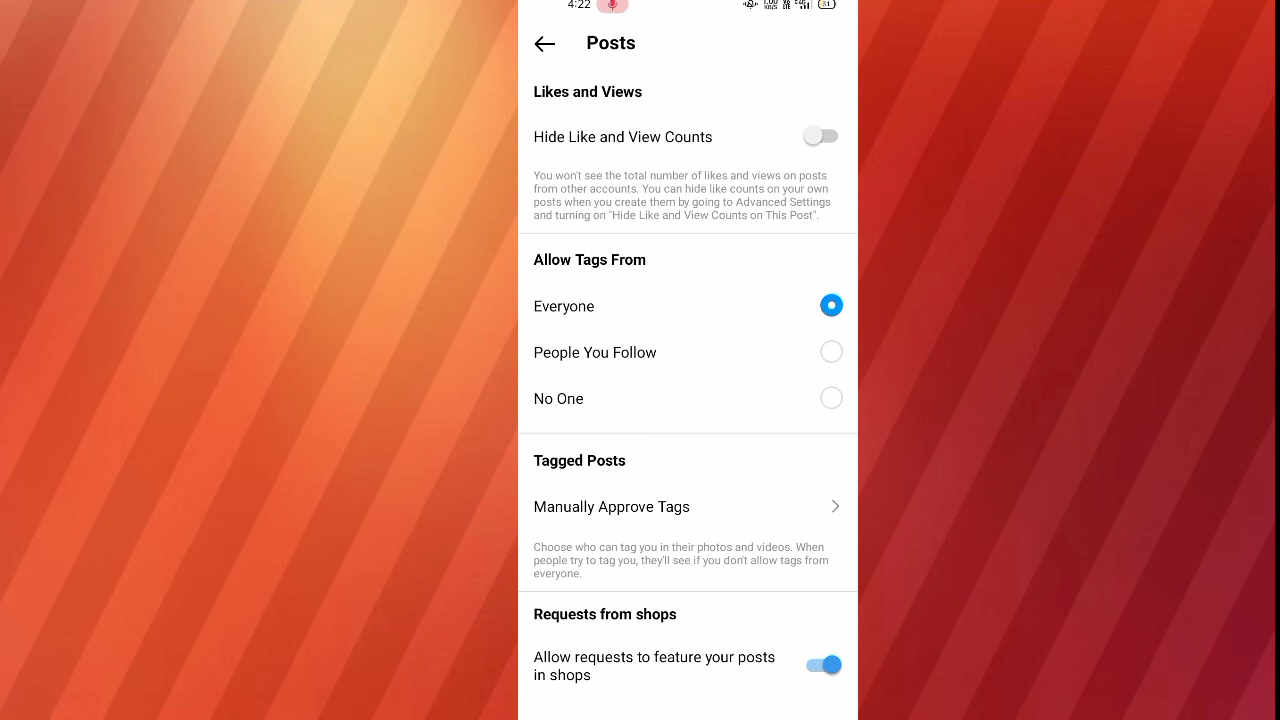 4:22
Posts
Likes and Views
Hide Like and View Counts
You won't see the total number of likes and views on posts
from other accounts. You can hide like counts on your own
posts when you create them by going to Advanced Settings
and turning on "Hide Like and View Counts on This Post".
Allow Tags From
Everyone
People You Follow
No One
Tagged Posts
Manually Approve Tags
Choose who can tag you in their photos and videos. When
people try to tag you, they'll see if you don't allow tags from
everyone.
Requests from shops
Allow requests to feature your posts
in shops